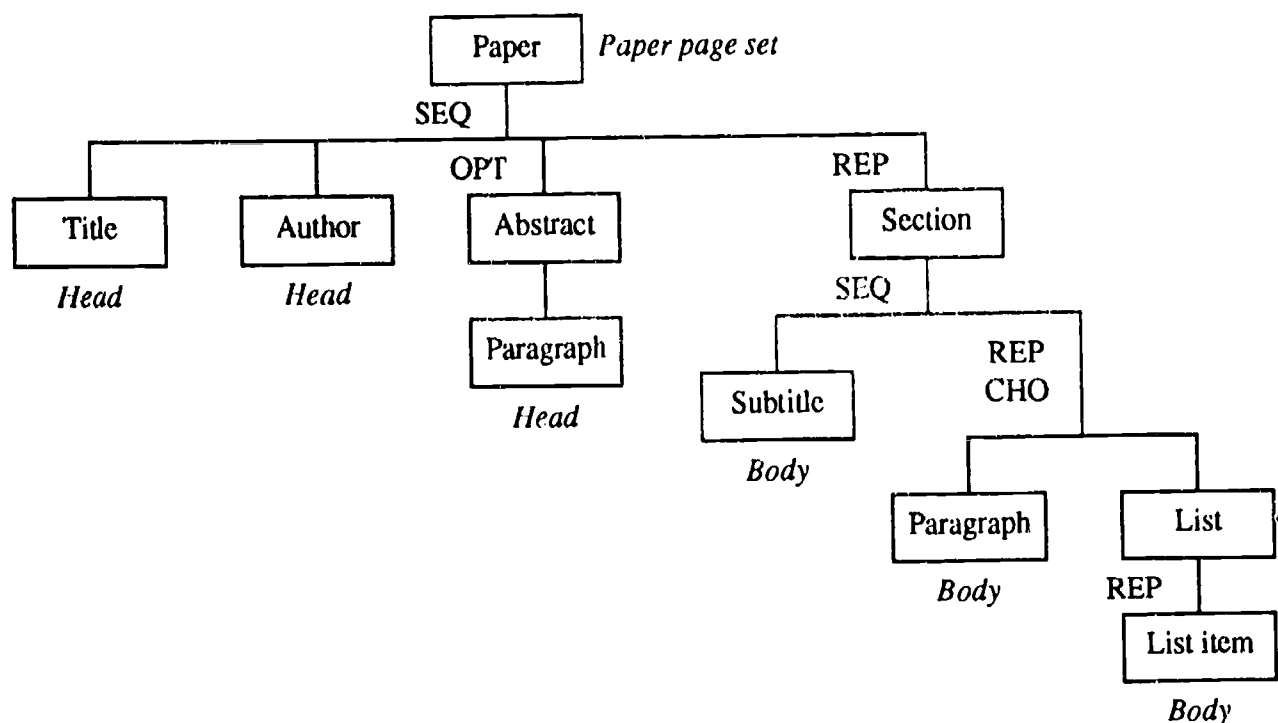 Paper Paper page set
SEQ
OPT REP
Title Author Abstract Section
Head Head SEQ
Paragraph REP
Subtitle CHO
Head
Body
Paragraph List
Body REP
List item
Body